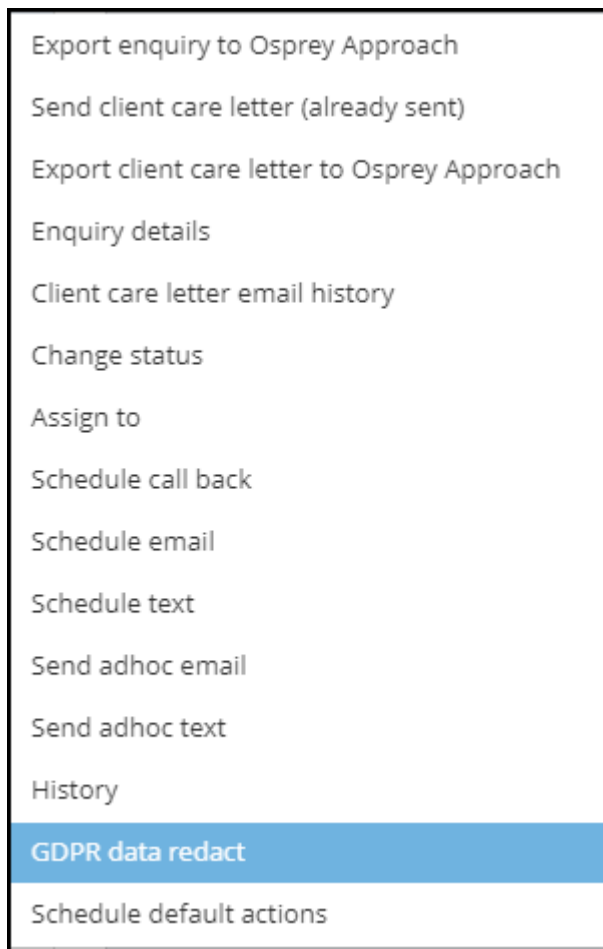 Export enquiry to Osprey Approach
Send client care letter (already sent)
Export client care letter to Osprey Approach
Enquiry details
Client care letter email history
Change status
Assign to
Schedule call back
Schedule email
Schedule text
Send adhoc email
Send adhoc text
History
GDPR data redact
Schedule default actions